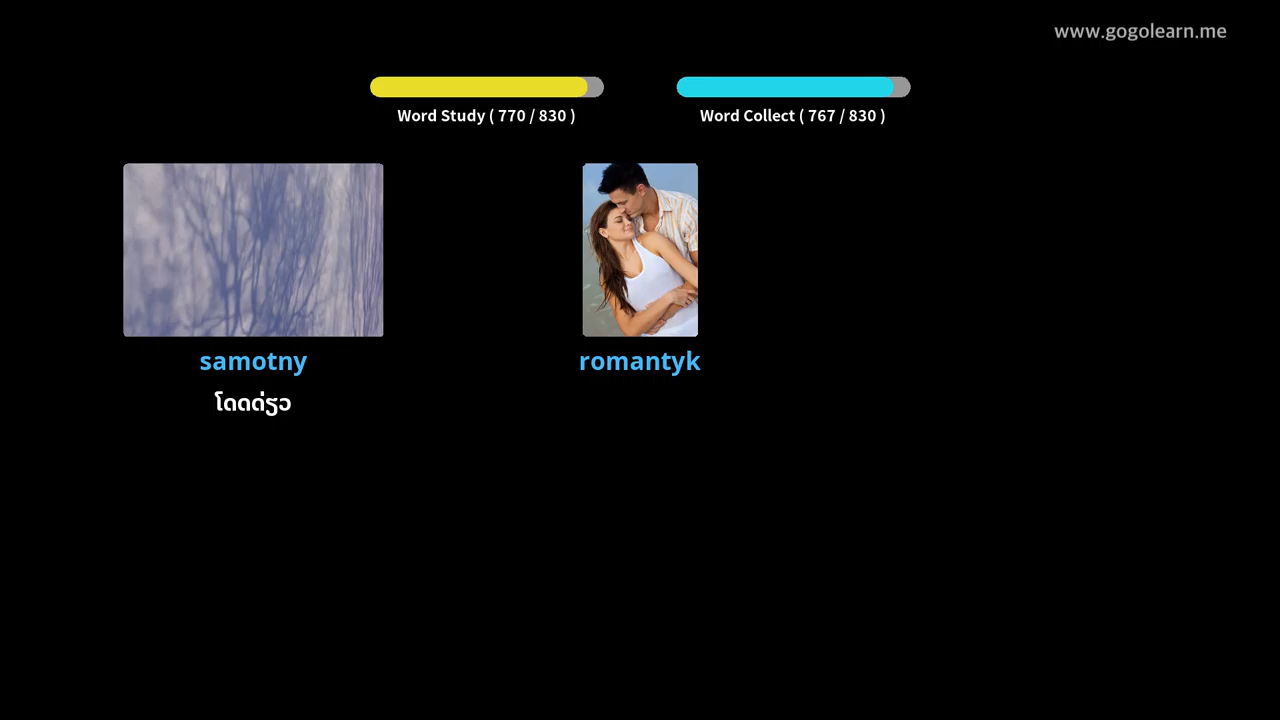 www.gogolearn.me
Word Study ( 770 / 830 )
Word Collect ( 767 / 830 )
samotny
romantyk
ໂດດດ່ຽວ